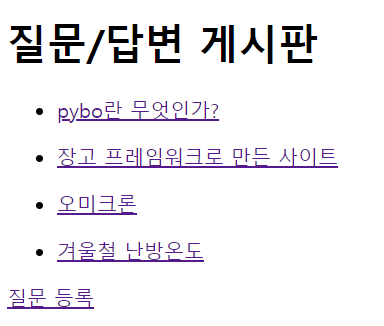 질문/답변 게시판
pybo란 무엇인가?
장고 프레임워크로 만든 사이트
오미크론
겨울철 난방온도
질문 등록